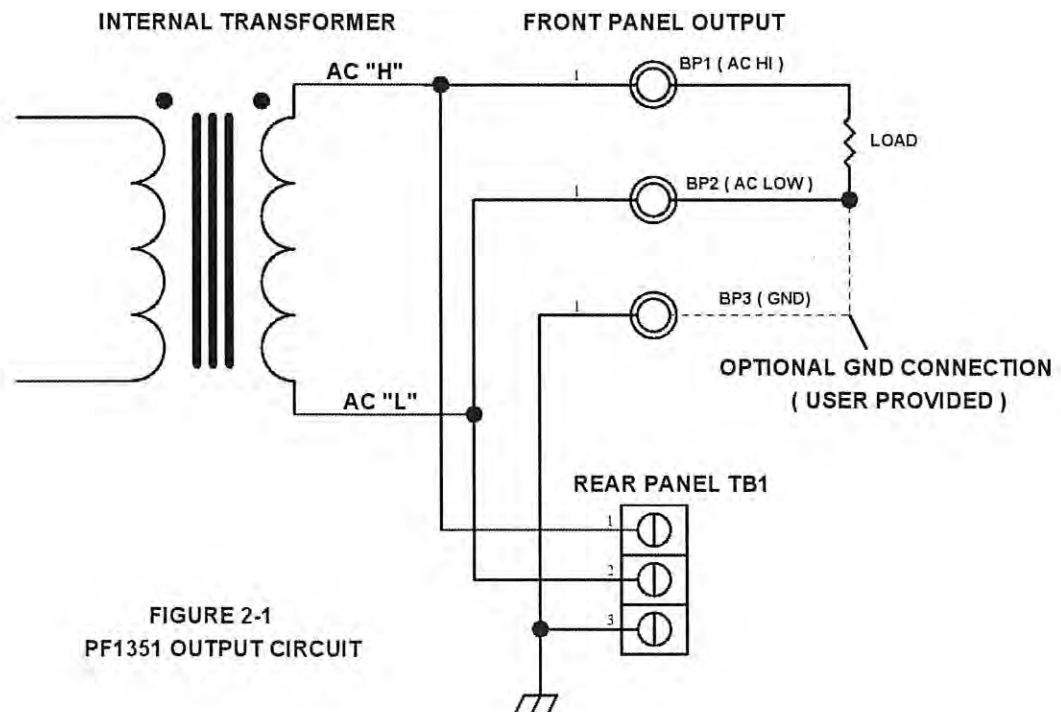 INTERNAL TRANSFORMER
FRONT PANEL OUTPUT
AC "H"
1
BP1 ( AC HI )
LOAD
1
BP2 ( AC LOW )
1
BP3 ( GND)
OPTIONAL GND CONNECTION
( USER PROVIDED )
AC "L"
REAR PANEL TB1
1
2
3
FIGURE 2-1
PF1351 OUTPUT CIRCUIT